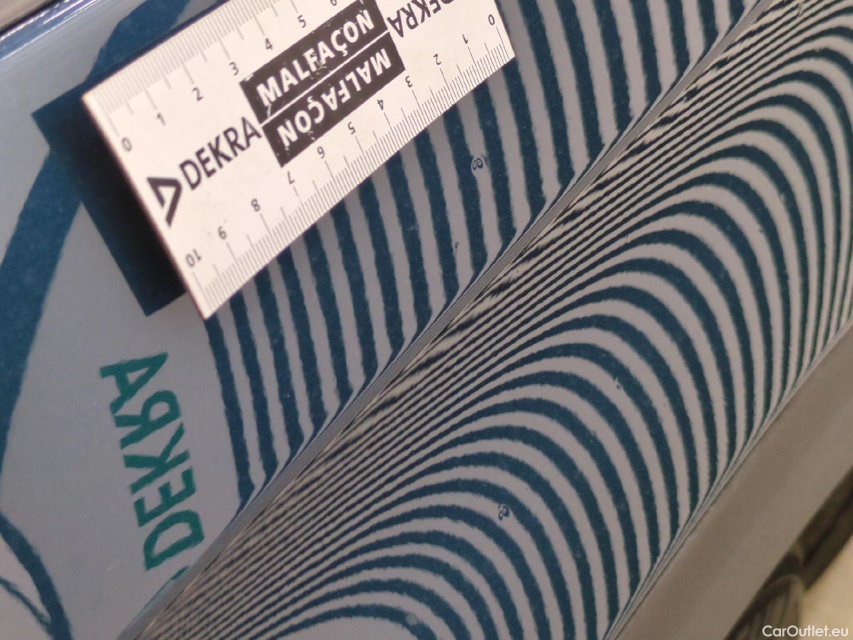 0 1 2 3 4 5 6
DEKRA MALFAÇON DEKRA
MALFAÇON
10 9 8 7 6 5 4 3 2 1 0
DEKRA
CarOutlet.eu